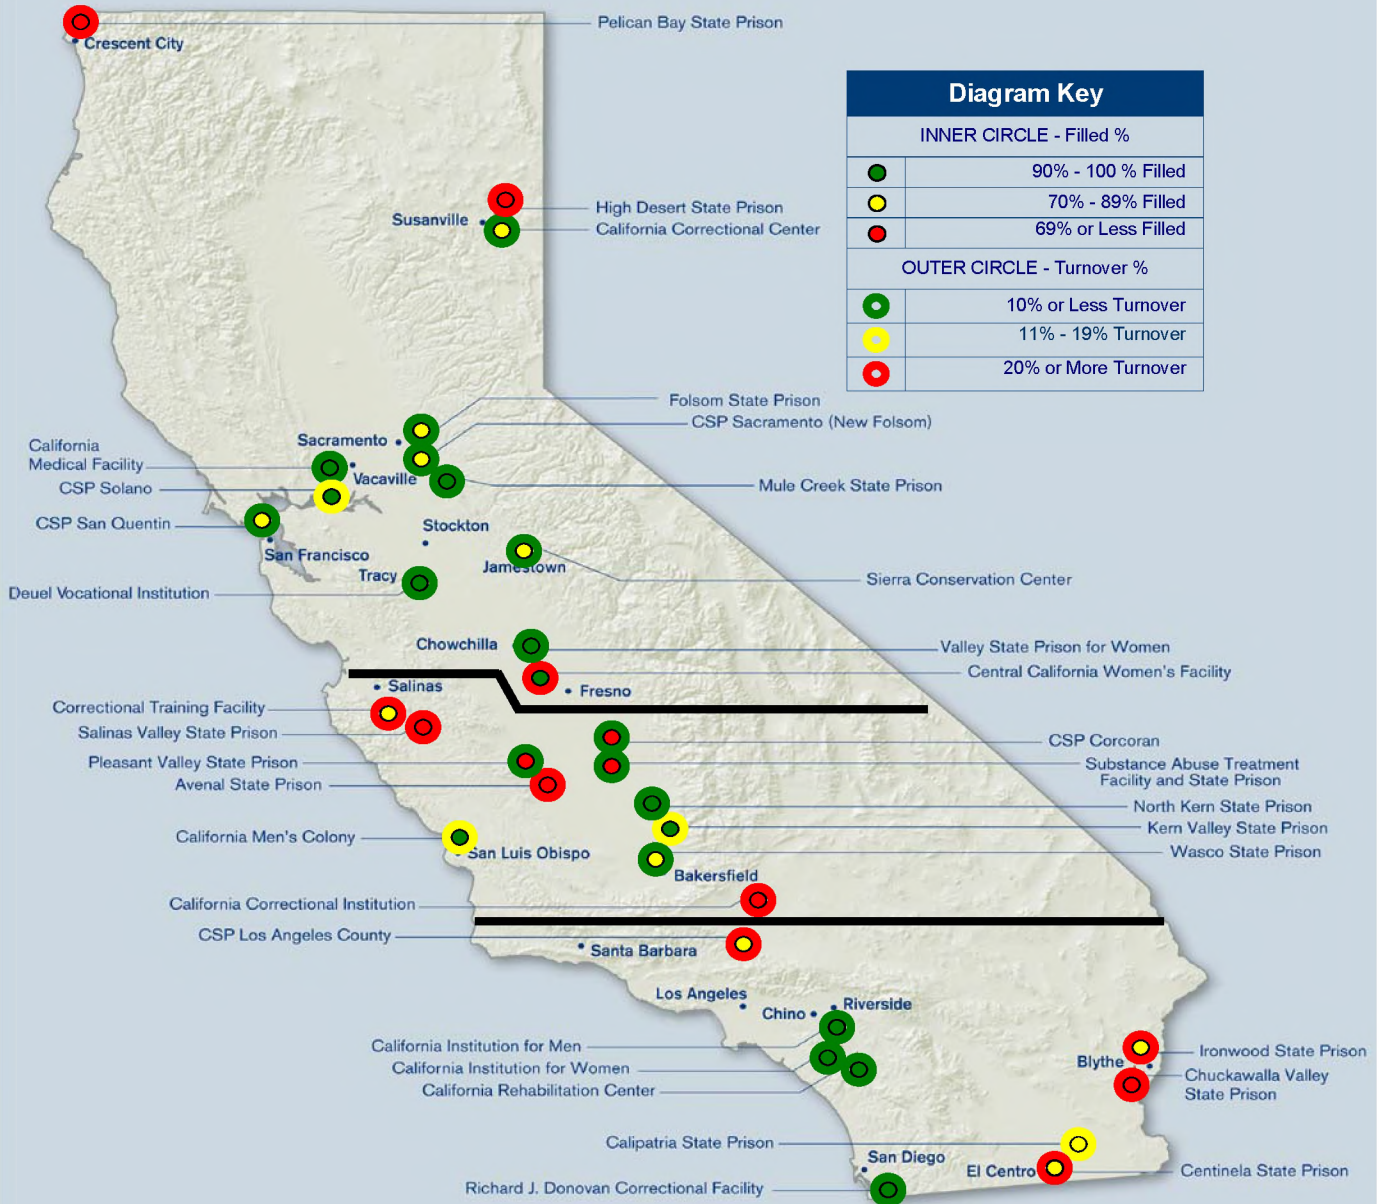 Pelican Bay State Prison
Crescent City
Diagram Key
INNER CIRCLE - Filled %
90% - 100 % Filled
70% - 89% Filled
69% or Less Filled
OUTER CIRCLE - Turnover %
10% or Less Turnover
11% - 19% Turnover
20% or More Turnover
High Desert State Prison
Susanville
California Correctional Center
Folsom State Prison
CSP Sacramento (New Folsom)
Sacramento
California
Medical Facility
Vacaville
CSP Solano
Mule Creek State Prison
CSP San Quentin
Stockton
San Francisco
Jamestown
Tracy
Sierra Conservation Center
Deuel Vocational Institution
Chowchilla
Valley State Prison for Women
Central California Women's Facility
Salinas
Fresno
Correctional Training Facility
Salinas Valley State Prison
CSP Corcoran
Pleasant Valley State Prison
Substance Abuse Treatment
Facility and State Prison
Avenal State Prison
North Kern State Prison
Kern Valley State Prison
California Men's Colony
San Luis Obispo
Wasco State Prison
Bakersfield
California Correctional Institution
CSP Los Angeles County
Santa Barbara
Los Angeles
Riverside
Chino
California Institution for Men
Ironwood State Prison
Blythe
California Institution for Women
Chuckawalla Valley
State Prison
California Rehabilitation Center
Calipatria State Prison
San Diego
El Centro
Centinela State Prison
Richard J. Donovan Correctional Facility